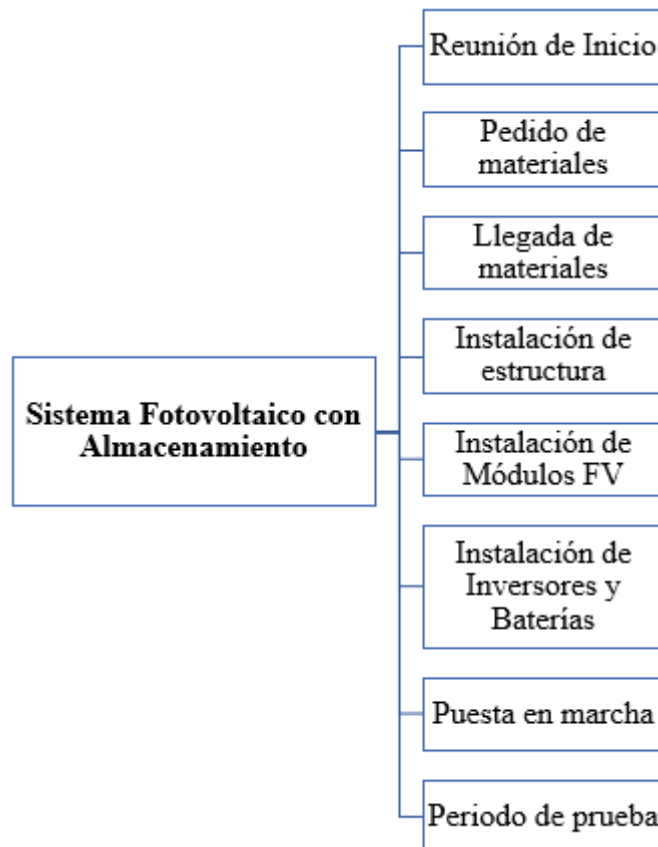 Sistema Fotovoltaico con
Almacenamiento
Reunión de Inicio
Pedido de
materiales
Llegada de
materiales
Instalación de
estructura
Instalación de
Módulos FV
Instalación de
Inversores y
Baterías
Puesta en marcha
Periodo de prueba